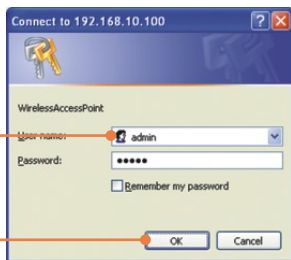 Connect to 192.168.10.100
WirelessAccessPoint
User name:
admin
Password:
•••••
Remember my password
OK
Cancel